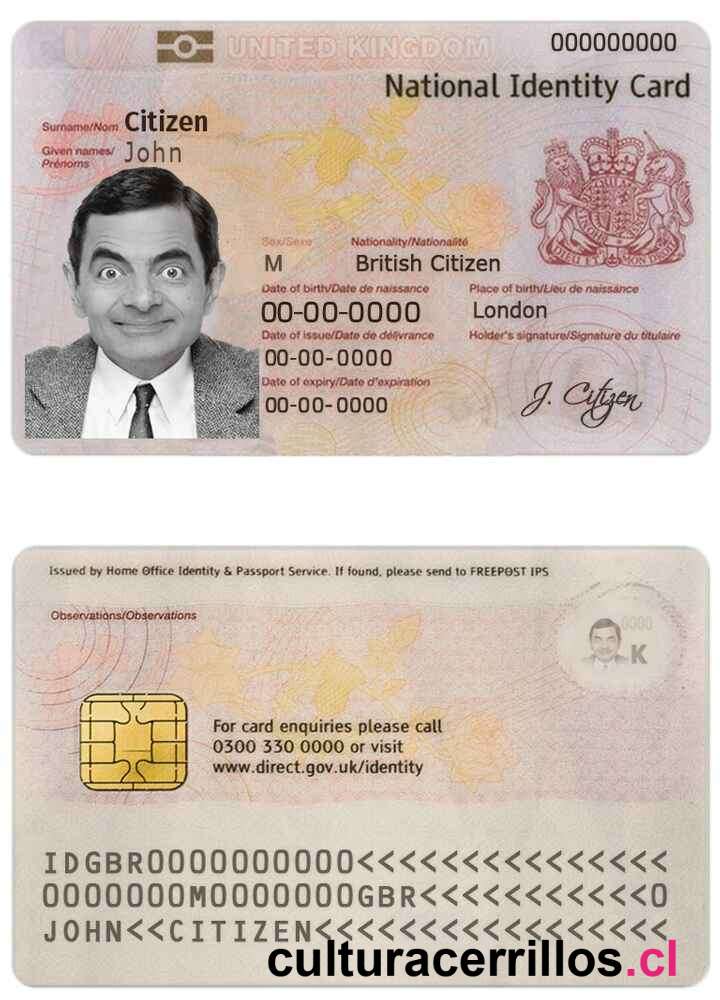 UNITED KINGDOM
000000000
National Identity Card
Surname/Nom Citizen
Given names/Prénoms John
Sex/Sexe
M
Nationality/Nationalité
British Citizen
Date of birth/Date de naissance
00-00-0000
Place of birth/Lieu de naissance
London
Date of issue/Date de délivrance
00-00-0000
Holder's signature/Signature du titulaire
Date of expiry/Date d'expiration
00-00-0000
J. Citizen
Issued by Home Office Identity & Passport Service. If found, please send to FREEPOST IPS
Observations/Observations
0000
K
For card enquiries please call
0300 330 0000 or visit
www.direct.gov.uk/identity
IDGBR0000000000<<<<<<<<<<<<<<<
0000000M0000000GBR<<<<<<<<<<<0
JOHN<<CITIZEN<<<<<<<<<<<<<<<<<
culturacerrillos.cl